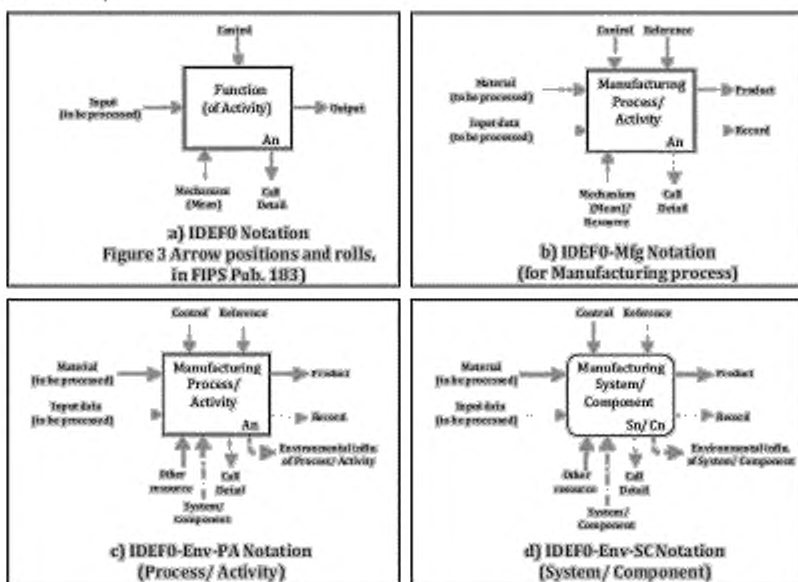 Control
Function
(of Activity)
An
Input
(to be processed)
Output
Mechanism
(Mean)
Call
Detail
a) IDEF0 Notation
Figure 3 Arrow positions and rolls,
in FIPS Pub. 183)
Control
Reference
Material
(to be processed)
Manufacturing
Process/
Activity
An
Product
Input data
(to be processed)
Record
Mechanism
(Mean)/
Resource
Call
Detail
b) IDEF0-Mfg Notation
(for Manufacturing process)
Control
Reference
Material
(to be processed)
Manufacturing
Process/
Activity
An
Product
Input data
(to be processed)
Record
Environmental Influ.
of Process/ Activity
Other
resource
Call
Detail
System/
Component
c) IDEF0-Env-PA Notation
(Process/ Activity)
Control
Reference
Material
(to be processed)
Manufacturing
System/
Component
Sn/ Cn
Product
Input data
(to be processed)
Record
Environmental Influ.
of System/ Component
Other
resource
Call
Detail
System/
Component
d) IDEF0-Env-SC Notation
(System / Component)